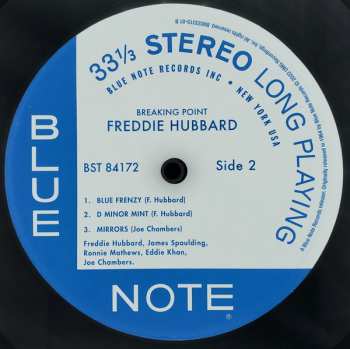 33 1/3 STEREO LONG PLAYING
BLUE NOTE RECORDS INC • NEW YORK USA
BREAKING POINT
FREDDIE HUBBARD
BST 84172
Side 2
1. BLUE FRENZY (F. Hubbard)
2. D MINOR MINT (F. Hubbard)
3. MIRRORS (Joe Chambers)
Freddie Hubbard, James Spaulding,
Ronnie Mathews, Eddie Khan,
Joe Chambers.
BLUE
NOTE
®